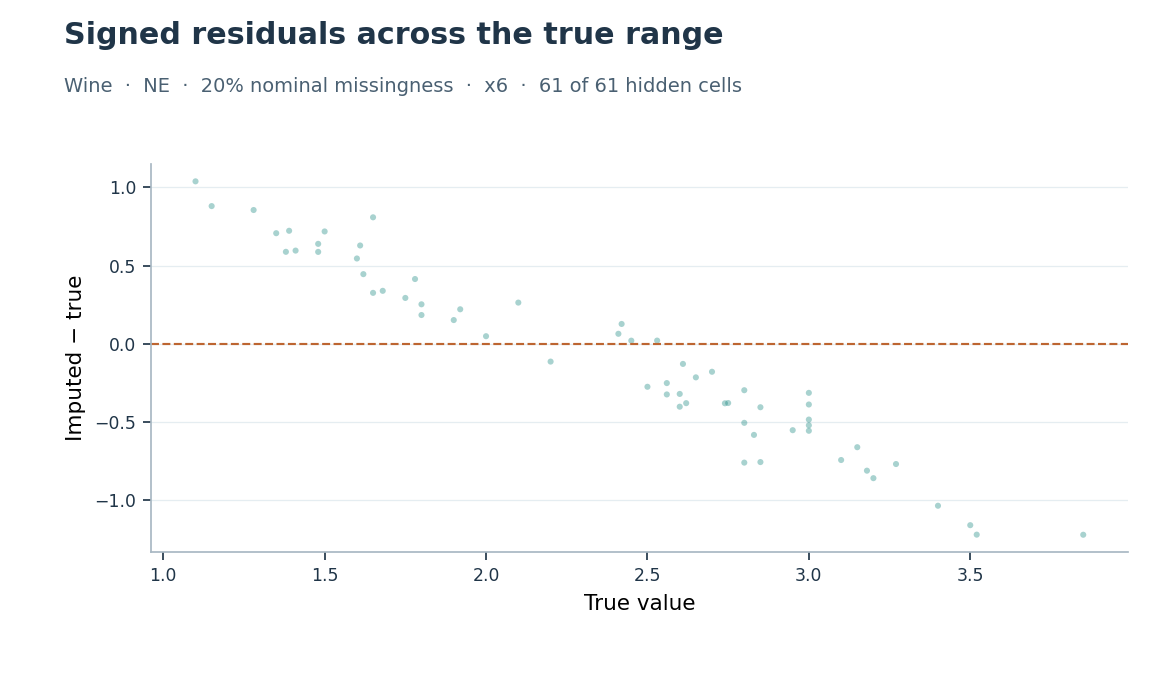 Signed residuals across the true range
Wine · NE · 20% nominal missingness · x6 · 61 of 61 hidden cells
Imputed − true
1.0
0.5
0.0
−0.5
−1.0
1.0 1.5 2.0 2.5 3.0 3.5
True value